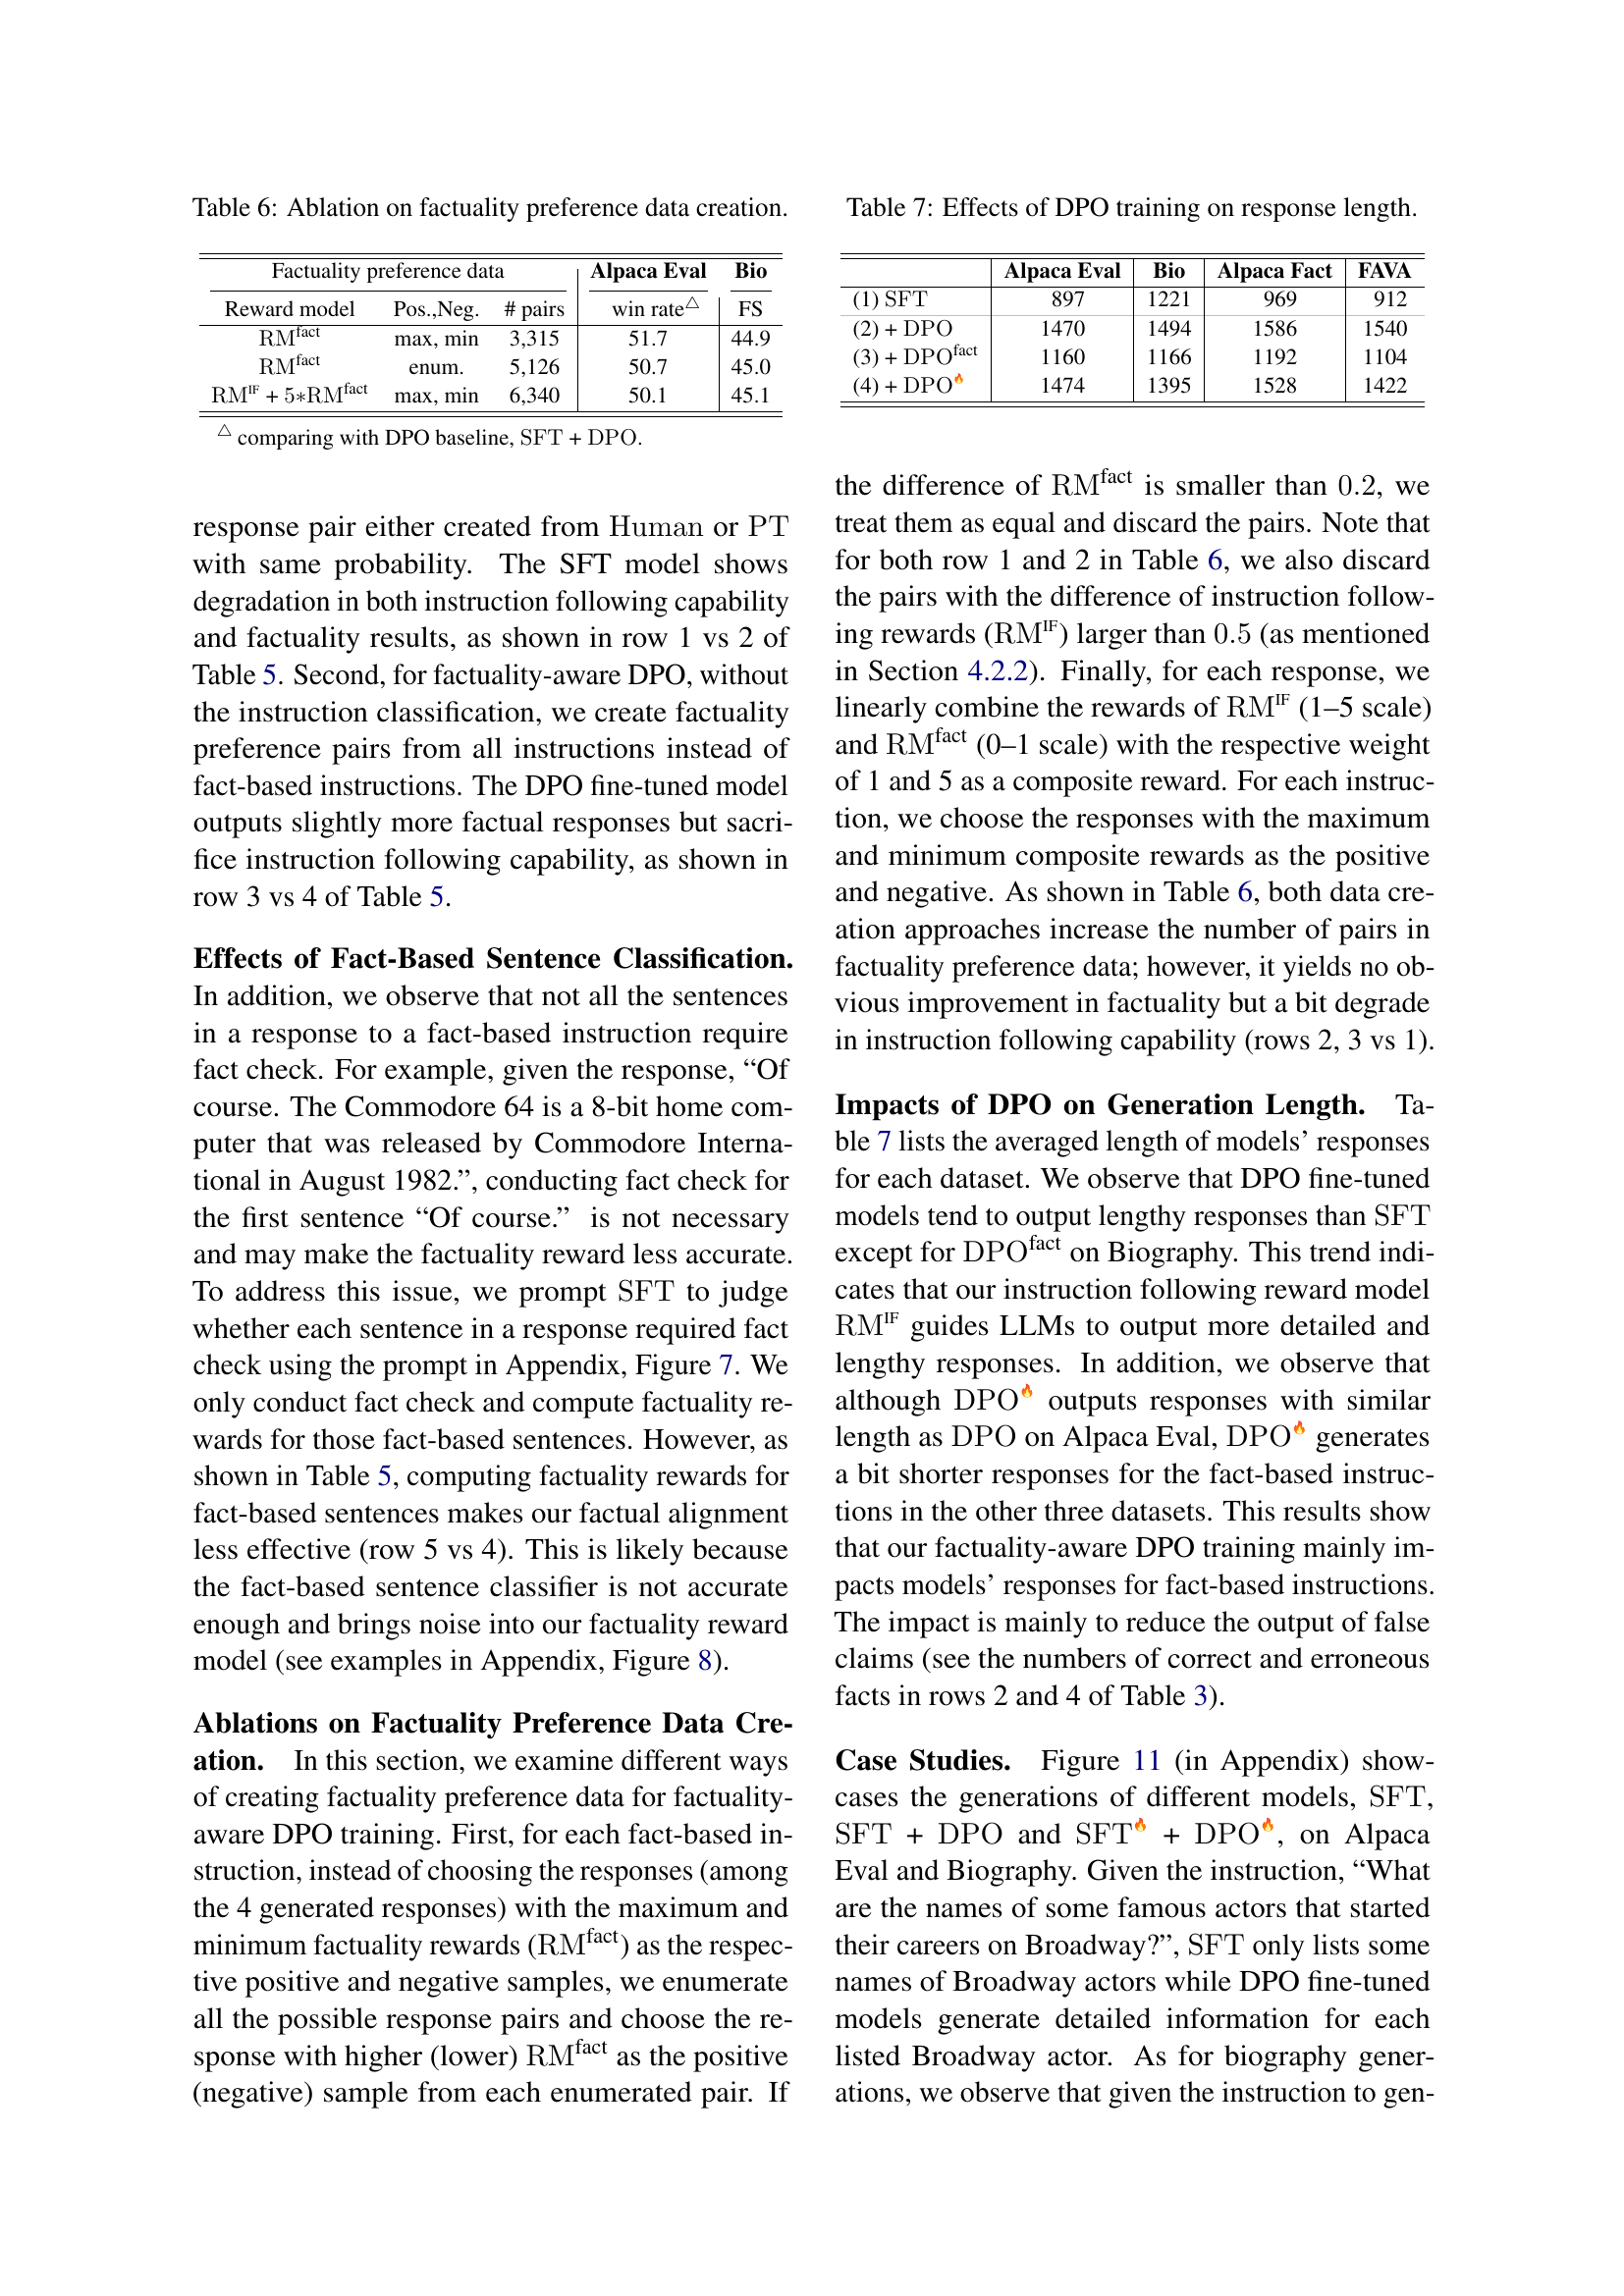 Table 6: Ablation on factuality preference data creation.
Factuality preference data | Alpaca Eval | Bio
Reward model Pos.,Neg. # pairs | win rate△ | FS
RM^fact max, min 3,315 | 51.7 | 44.9
RM^fact enum. 5,126 | 50.7 | 45.0
RM^IF + 5∗RM^fact max, min 6,340 | 50.1 | 45.1
△ comparing with DPO baseline, SFT + DPO.
response pair either created from Human or PT
with same probability. The SFT model shows
degradation in both instruction following capability
and factuality results, as shown in row 1 vs 2 of
Table 5. Second, for factuality-aware DPO, without
the instruction classification, we create factuality
preference pairs from all instructions instead of
fact-based instructions. The DPO fine-tuned model
outputs slightly more factual responses but sacri-
fice instruction following capability, as shown in
row 3 vs 4 of Table 5.
Effects of Fact-Based Sentence Classification.
In addition, we observe that not all the sentences
in a response to a fact-based instruction require
fact check. For example, given the response, “Of
course. The Commodore 64 is a 8-bit home com-
puter that was released by Commodore Interna-
tional in August 1982.”, conducting fact check for
the first sentence “Of course.” is not necessary
and may make the factuality reward less accurate.
To address this issue, we prompt SFT to judge
whether each sentence in a response required fact
check using the prompt in Appendix, Figure 7. We
only conduct fact check and compute factuality re-
wards for those fact-based sentences. However, as
shown in Table 5, computing factuality rewards for
fact-based sentences makes our factual alignment
less effective (row 5 vs 4). This is likely because
the fact-based sentence classifier is not accurate
enough and brings noise into our factuality reward
model (see examples in Appendix, Figure 8).
Ablations on Factuality Preference Data Cre-
ation. In this section, we examine different ways
of creating factuality preference data for factuality-
aware DPO training. First, for each fact-based in-
struction, instead of choosing the responses (among
the 4 generated responses) with the maximum and
minimum factuality rewards (RM^fact) as the respec-
tive positive and negative samples, we enumerate
all the possible response pairs and choose the re-
sponse with higher (lower) RM^fact as the positive
(negative) sample from each enumerated pair. If
Table 7: Effects of DPO training on response length.
Alpaca Eval | Bio | Alpaca Fact | FAVA
(1) SFT | 897 | 1221 | 969 | 912
(2) + DPO | 1470 | 1494 | 1586 | 1540
(3) + DPO^fact | 1160 | 1166 | 1192 | 1104
(4) + DPO🔥 | 1474 | 1395 | 1528 | 1422
the difference of RM^fact is smaller than 0.2, we
treat them as equal and discard the pairs. Note that
for both row 1 and 2 in Table 6, we also discard
the pairs with the difference of instruction follow-
ing rewards (RM^IF) larger than 0.5 (as mentioned
in Section 4.2.2). Finally, for each response, we
linearly combine the rewards of RM^IF (1–5 scale)
and RM^fact (0–1 scale) with the respective weight
of 1 and 5 as a composite reward. For each instruc-
tion, we choose the responses with the maximum
and minimum composite rewards as the positive
and negative. As shown in Table 6, both data cre-
ation approaches increase the number of pairs in
factuality preference data; however, it yields no ob-
vious improvement in factuality but a bit degrade
in instruction following capability (rows 2, 3 vs 1).
Impacts of DPO on Generation Length. Ta-
ble 7 lists the averaged length of models’ responses
for each dataset. We observe that DPO fine-tuned
models tend to output lengthy responses than SFT
except for DPO^fact on Biography. This trend indi-
cates that our instruction following reward model
RM^IF guides LLMs to output more detailed and
lengthy responses. In addition, we observe that
although DPO🔥 outputs responses with similar
length as DPO on Alpaca Eval, DPO🔥 generates
a bit shorter responses for the fact-based instruc-
tions in the other three datasets. This results show
that our factuality-aware DPO training mainly im-
pacts models’ responses for fact-based instructions.
The impact is mainly to reduce the output of false
claims (see the numbers of correct and erroneous
facts in rows 2 and 4 of Table 3).
Case Studies. Figure 11 (in Appendix) show-
cases the generations of different models, SFT,
SFT + DPO and SFT🔥 + DPO🔥, on Alpaca
Eval and Biography. Given the instruction, “What
are the names of some famous actors that started
their careers on Broadway?”, SFT only lists some
names of Broadway actors while DPO fine-tuned
models generate detailed information for each
listed Broadway actor. As for biography gener-
ations, we observe that given the instruction to gen-